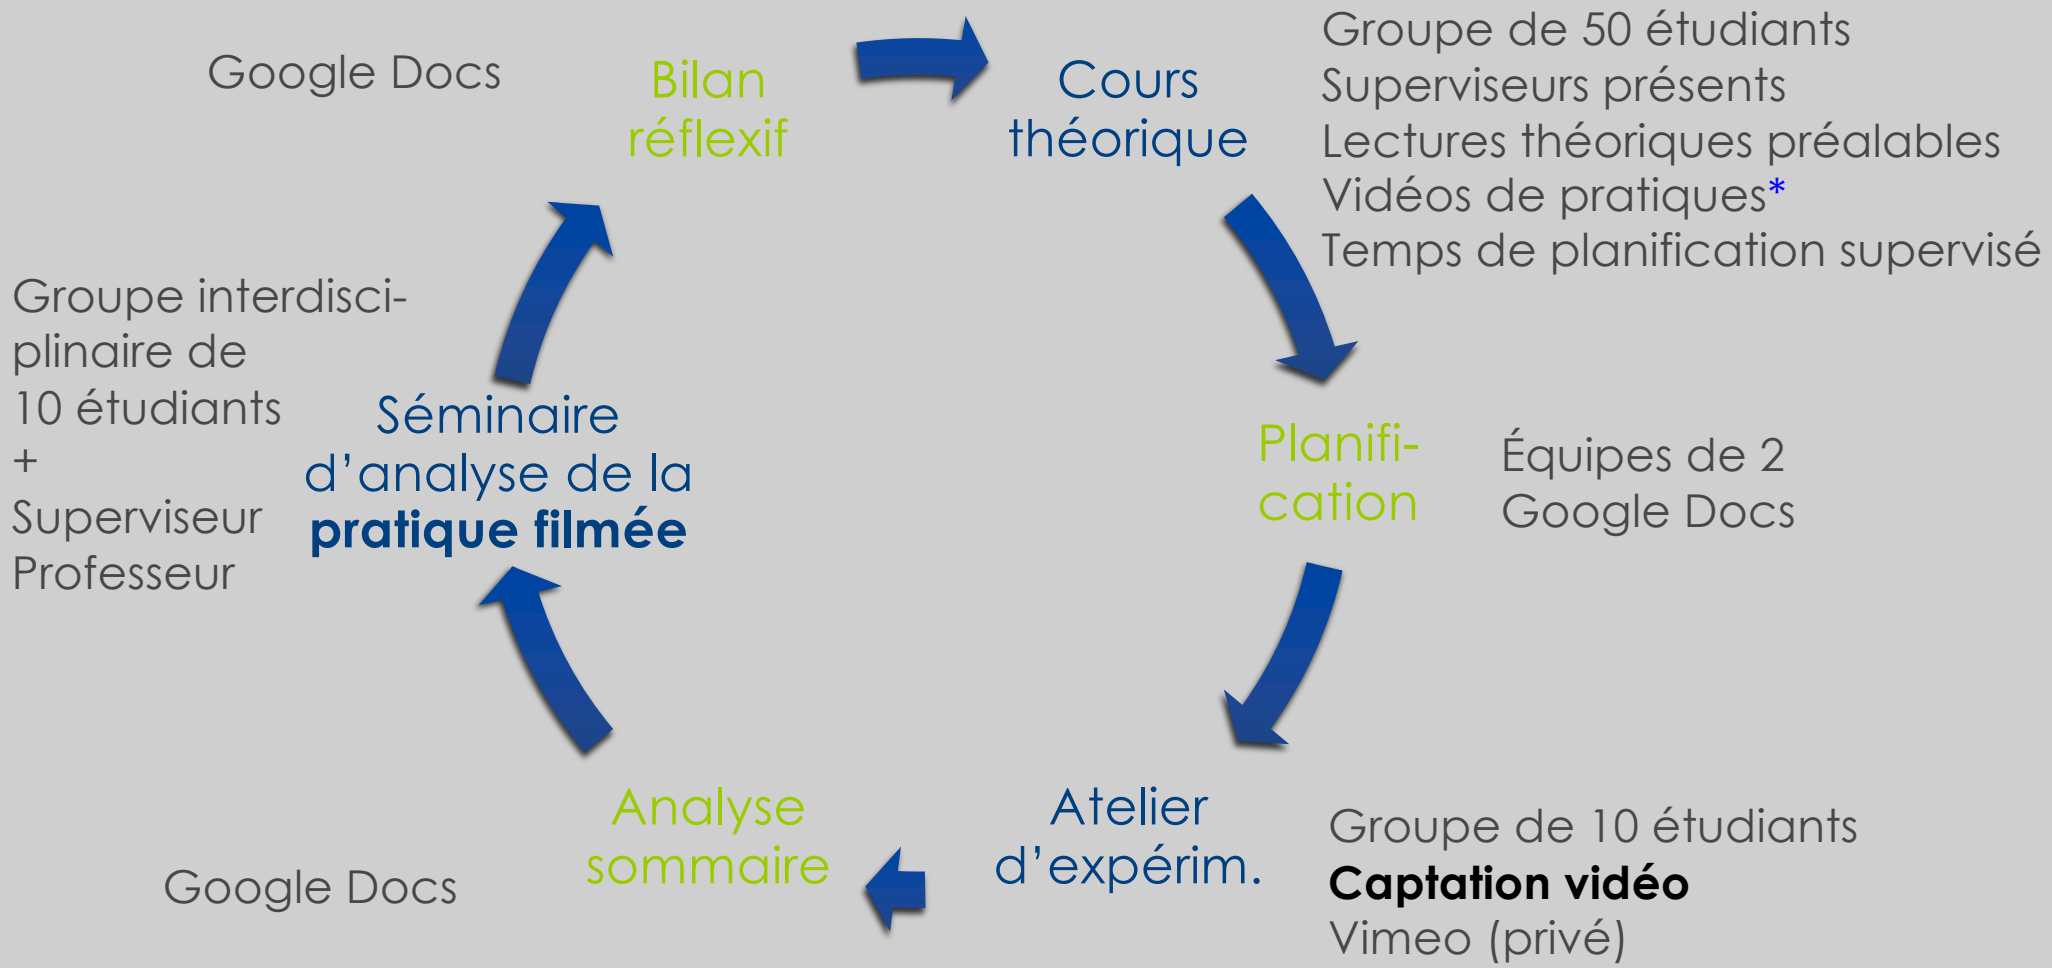 Google Docs
Bilan
réflexif
Cours
théorique
Groupe de 50 étudiants
Superviseurs présents
Lectures théoriques préalables
Vidéos de pratiques*
Temps de planification supervisé
Planifi-
cation
Équipes de 2
Google Docs
Atelier
d’expérim.
Groupe de 10 étudiants
Captation vidéo
Vimeo (privé)
Analyse
sommaire
Google Docs
Séminaire
d’analyse de la
pratique filmée
Groupe interdisci-
plinaire de
10 étudiants
+
Superviseur
Professeur